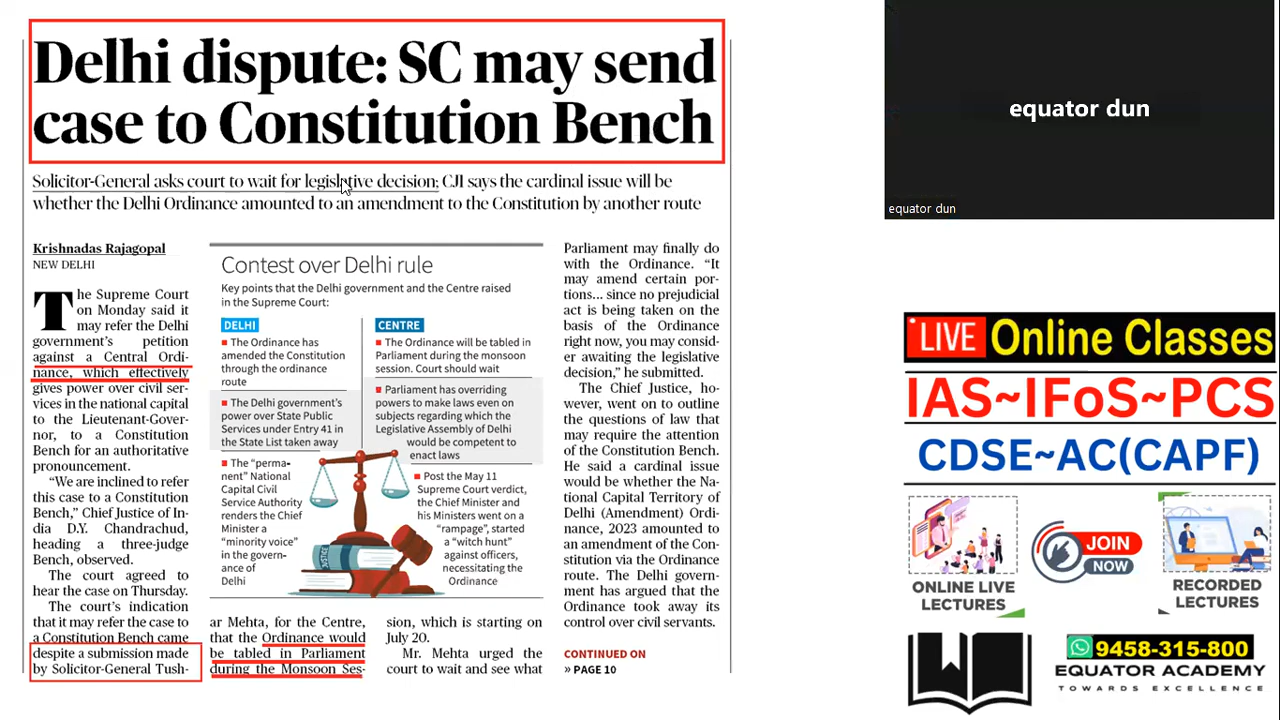 Delhi dispute: SC may send
case to Constitution Bench
Solicitor-General asks court to wait for legislative decision; CJI says the cardinal issue will be
whether the Delhi Ordinance amounted to an amendment to the Constitution by another route
Krishnadas Rajagopal
NEW DELHI
The Supreme Court
on Monday said it
may refer the Delhi
government's petition
against a Central Ordi-
nance, which effectively
gives power over civil ser-
vices in the national capital
to the Lieutenant-Gover-
nor, to a Constitution
Bench for an authoritative
pronouncement.
"We are inclined to refer
this case to a Constitution
Bench," Chief Justice of In-
dia D.Y. Chandrachud,
heading a three-judge
Bench, observed.
The court agreed to
hear the case on Thursday.
The court's indication
that it may refer the case to
a Constitution Bench came
despite a submission made
by Solicitor-General Tush-
Contest over Delhi rule
Key points that the Delhi government and the Centre raised
in the Supreme Court:
DELHI
The Ordinance has
amended the Constitution
through the ordinance
route
The Delhi government's
power over State Public
Services under Entry 41 in
the State List taken away
The "perma-
nent" National
Capital Civil
Service Authority
renders the Chief
Minister a
"minority voice"
in the govern-
ance of
Delhi
CENTRE
The Ordinance will be tabled in
Parliament during the monsoon
session. Court should wait
Parliament has overriding
powers to make laws even on
subjects regarding which the
Legislative Assembly of Delhi
would be competent to
enact laws
Post the May 11
Supreme Court verdict,
the Chief Minister and
his Ministers went on a
"rampage", started
a "witch hunt"
against officers,
necessitating the
Ordinance
JUSTICE
ar Mehta, for the Centre,
that the Ordinance would
be tabled in Parliament
during the Monsoon Ses-
sion, which is starting on
July 20.
Mr. Mehta urged the
court to wait and see what
Parliament may finally do
with the Ordinance. "It
may amend certain por-
tions... since no prejudicial
act is being taken on the
basis of the Ordinance
right now, you may consid-
er awaiting the legislative
decision," he submitted.
The Chief Justice, ho-
wever, went on to outline
the questions of law that
may require the attention
of the Constitution Bench.
He said a cardinal issue
would be whether the Na-
tional Capital Territory of
Delhi (Amendment) Ordi-
nance, 2023 amounted to
an amendment of the Con-
stitution via the Ordinance
route. The Delhi govern-
ment has argued that the
Ordinance took away its
control over civil servants.
CONTINUED ON
» PAGE 10
equator dun
equator dun
LIVE Online Classes
IAS~IFoS~PCS
CDSE~AC(CAPF)
ONLINE LIVE
LECTURES
JOIN
NOW
RECORDED
LECTURES
9458-315-800
EQUATOR ACADEMY
TOWARDS EXCELLENCE